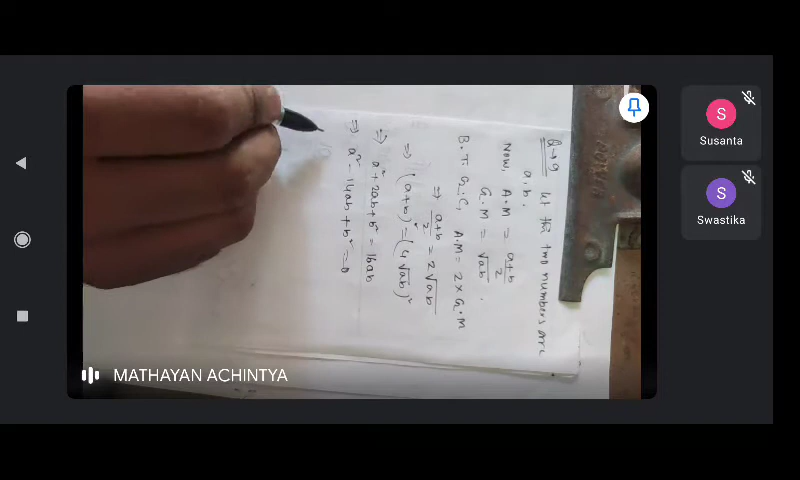 Q→9 Let the two numbers are
a, b.
Now, A.M = a+b/2
G.M = √ab .
B.T. Q.C, A.M = 2 × G.M
⇒ a+b/2 = 2√ab
⇒ (a+b)² = (4√ab)²
⇒ a² + 2ab + b² = 16ab
⇒ a² - 14ab + b² = 0
S
Susanta
S
Swastika
MATHAYAN ACHINTYA